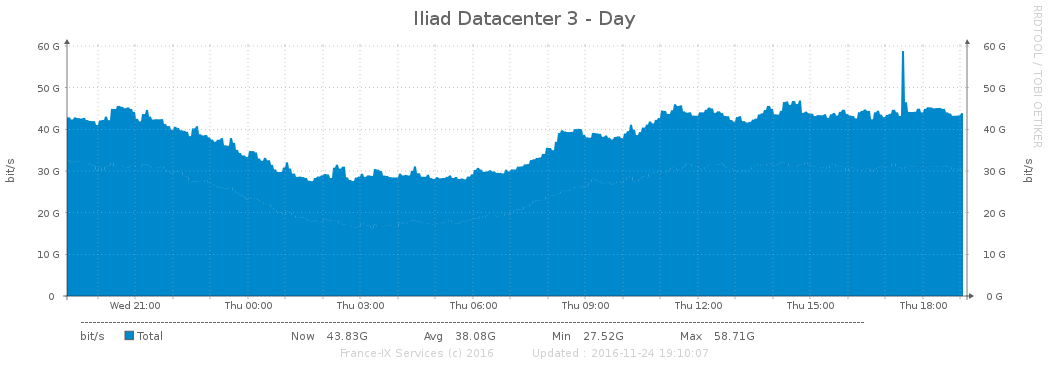 Iliad Datacenter 3 - Day
RRDTOOL / TOBI OETIKER
60 G 60 G
50 G 50 G
40 G 40 G
30 G 30 G
20 G 20 G
10 G 10 G
0 0 G
bit/s bit/s
Wed 21:00 Thu 00:00 Thu 03:00 Thu 06:00 Thu 09:00 Thu 12:00 Thu 15:00 Thu 18:00
bit/s Total Now 43.83G Avg 38.08G Min 27.52G Max 58.71G
France-IX Services (c) 2016 Updated : 2016-11-24 19:10:07